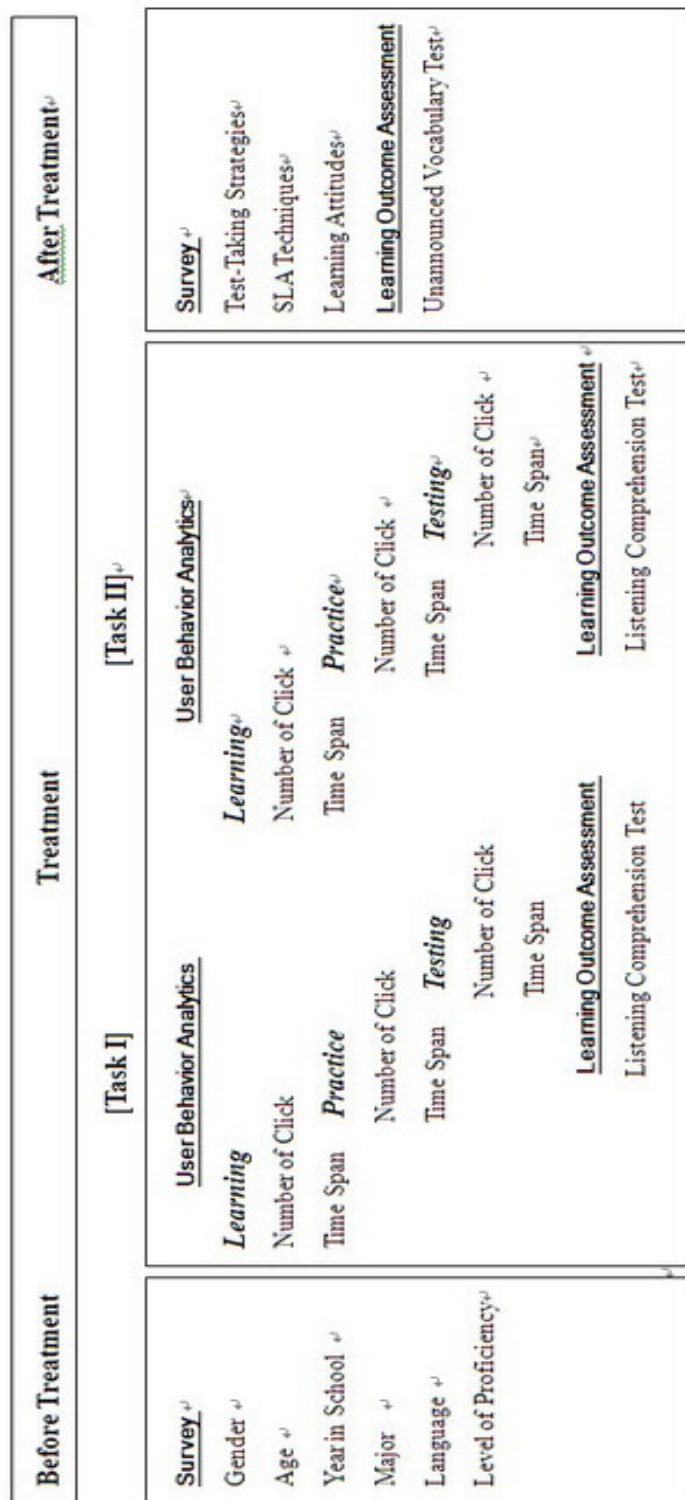 Before Treatment
Treatment
After Treatment
[Task I]
[Task II]
Survey
Gender
Age
Year in School
Major
Language
Level of Proficiency
User Behavior Analytics
Learning
Number of Click
Time Span
Practice
Number of Click
Time Span
Testing
Number of Click
Time Span
Learning Outcome Assessment
Listening Comprehension Test
User Behavior Analytics
Learning
Number of Click
Time Span
Practice
Number of Click
Time Span
Testing
Number of Click
Time Span
Learning Outcome Assessment
Listening Comprehension Test
Survey
Test-Taking Strategies
SLA Techniques
Learning Attitudes
Learning Outcome Assessment
Unannounced Vocabulary Test